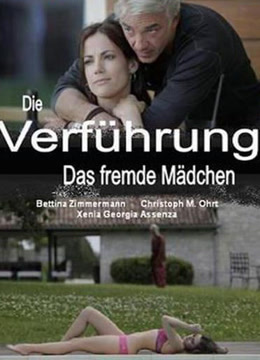 Die
Verführung
Das fremde Mädchen
Bettina Zimmermann Christoph M. Ohrt
Xenia Georgia Assenza